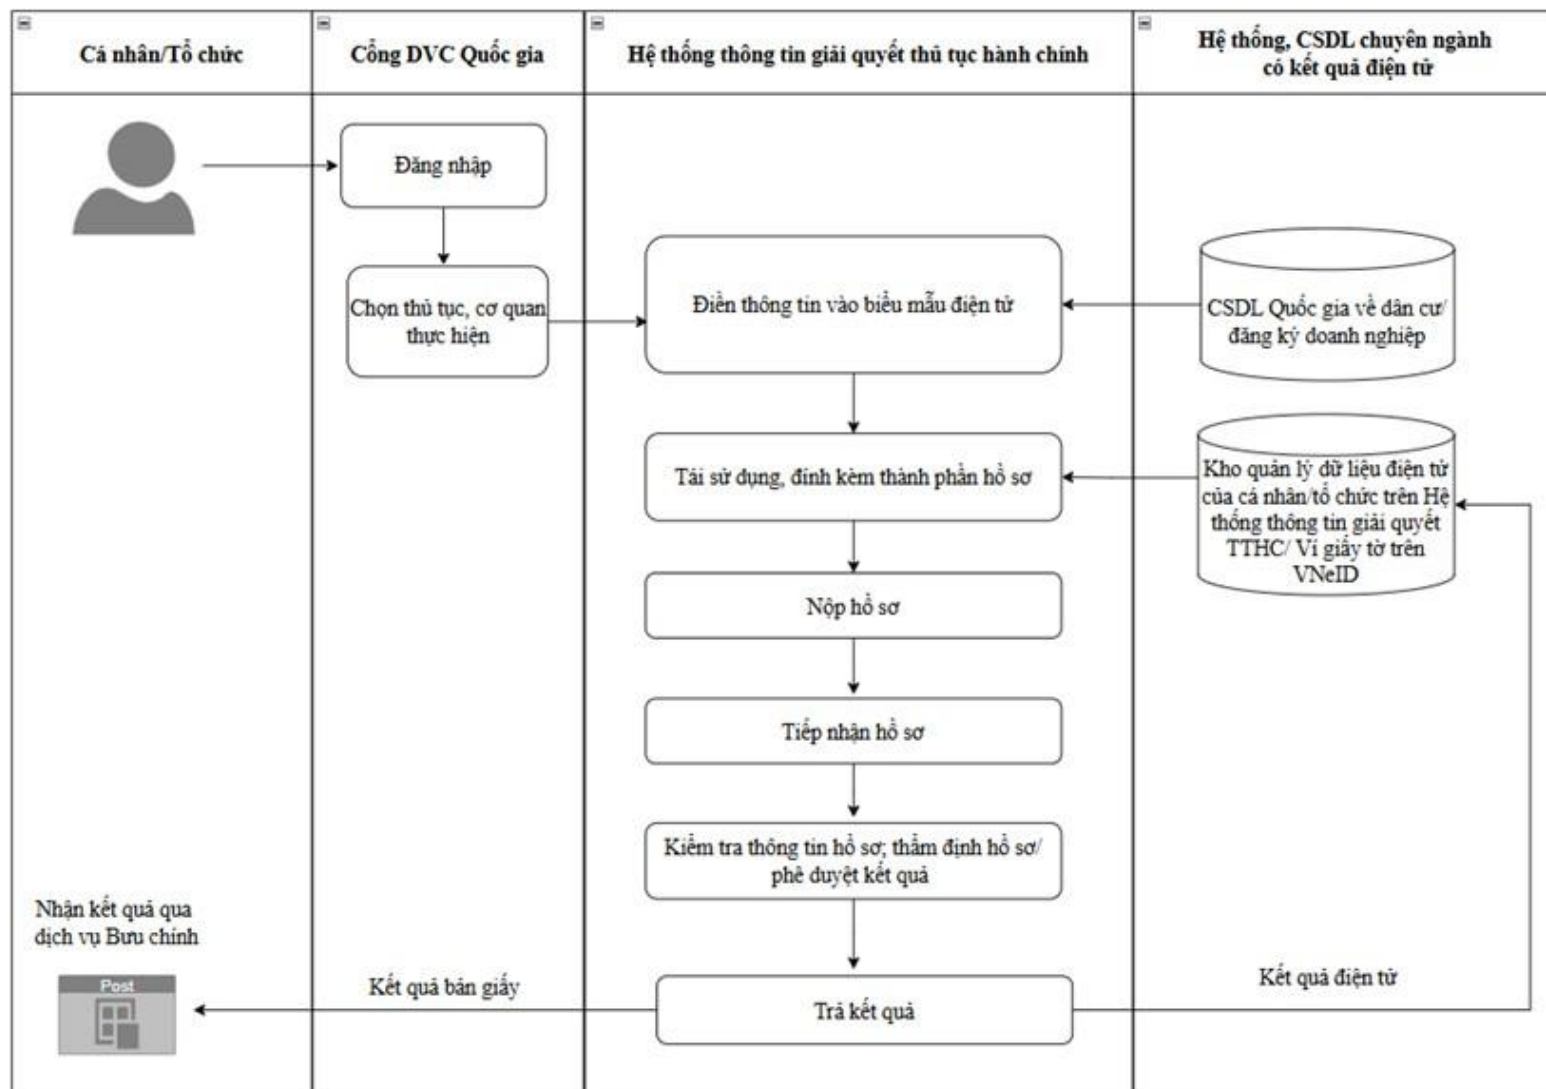 Cá nhân/Tổ chức
Cổng DVC Quốc gia
Hệ thống thông tin giải quyết thủ tục hành chính
Hệ thống, CSDL chuyên ngành
có kết quả điện tử
Đăng nhập
Chọn thủ tục, cơ quan
thực hiện
Điền thông tin vào biểu mẫu điện tử
CSDL Quốc gia về dân cư/
đăng ký doanh nghiệp
Tái sử dụng, đính kèm thành phần hồ sơ
Kho quản lý dữ liệu điện tử
của cá nhân/tổ chức trên Hệ
thống thông tin giải quyết
TTHC/ Ví giấy tờ trên
VNeID
Nộp hồ sơ
Tiếp nhận hồ sơ
Kiểm tra thông tin hồ sơ; thẩm định hồ sơ/
phê duyệt kết quả
Nhận kết quả qua
dịch vụ Bưu chính
Post
Kết quả bản giấy
Trả kết quả
Kết quả điện tử